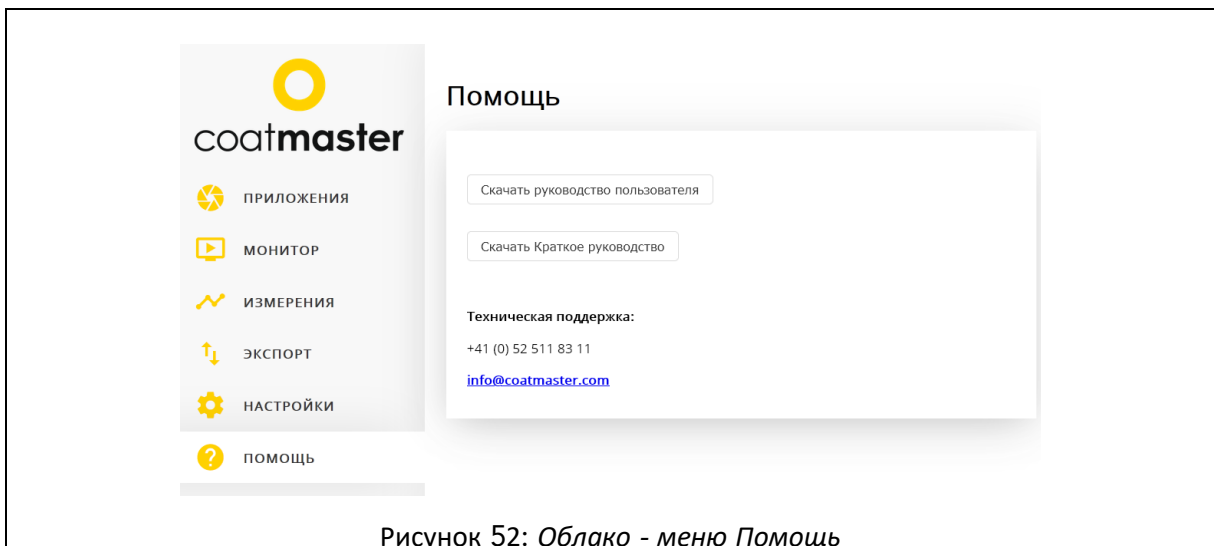 coatmaster
ПРИЛОЖЕНИЯ
МОНИТОР
ИЗМЕРЕНИЯ
ЭКСПОРТ
НАСТРОЙКИ
ПОМОЩЬ
Помощь
Скачать руководство пользователя
Скачать Краткое руководство
Техническая поддержка:
+41 (0) 52 511 83 11
info@coatmaster.com
Рисунок 52: Облако - меню Помощь